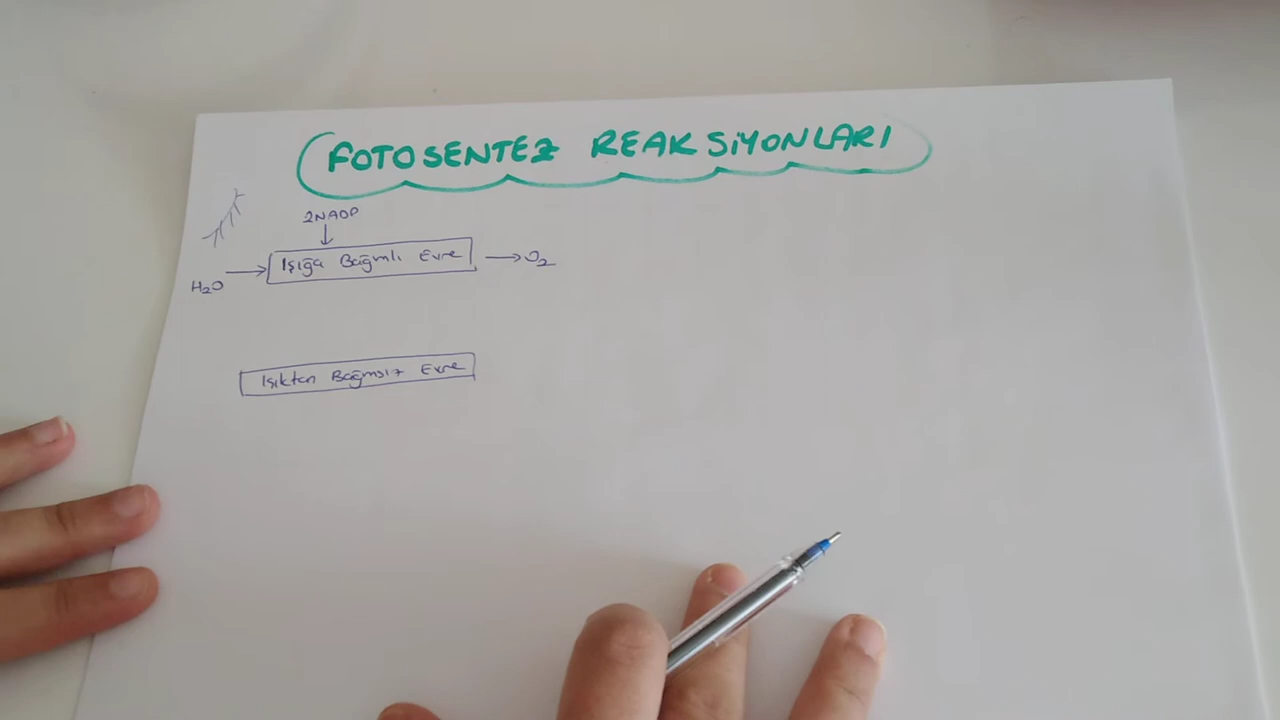 FOTOSENTEZ REAKSİYONLARI
2NADP
Işığa Bağımlı Evre
O₂
H₂O
Işıktan Bağımsız Evre